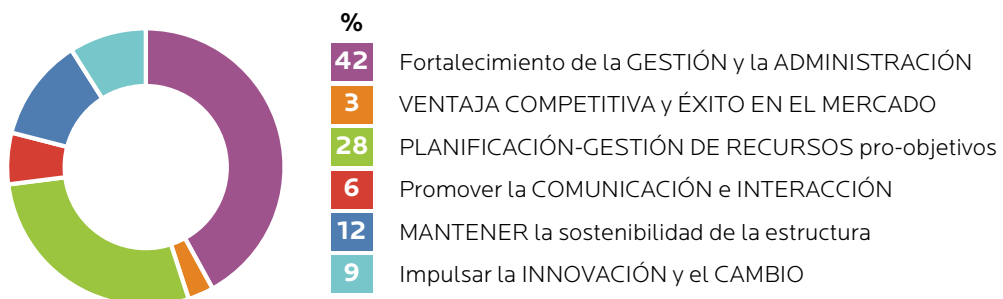 %
42 Fortalecimiento de la GESTIÓN y la ADMINISTRACIÓN
3 VENTAJA COMPETITIVA y ÉXITO EN EL MERCADO
28 PLANIFICACIÓN-GESTIÓN DE RECURSOS pro-objetivos
6 Promover la COMUNICACIÓN e INTERACCIÓN
12 MANTENER la sostenibilidad de la estructura
9 Impulsar la INNOVACIÓN y el CAMBIO